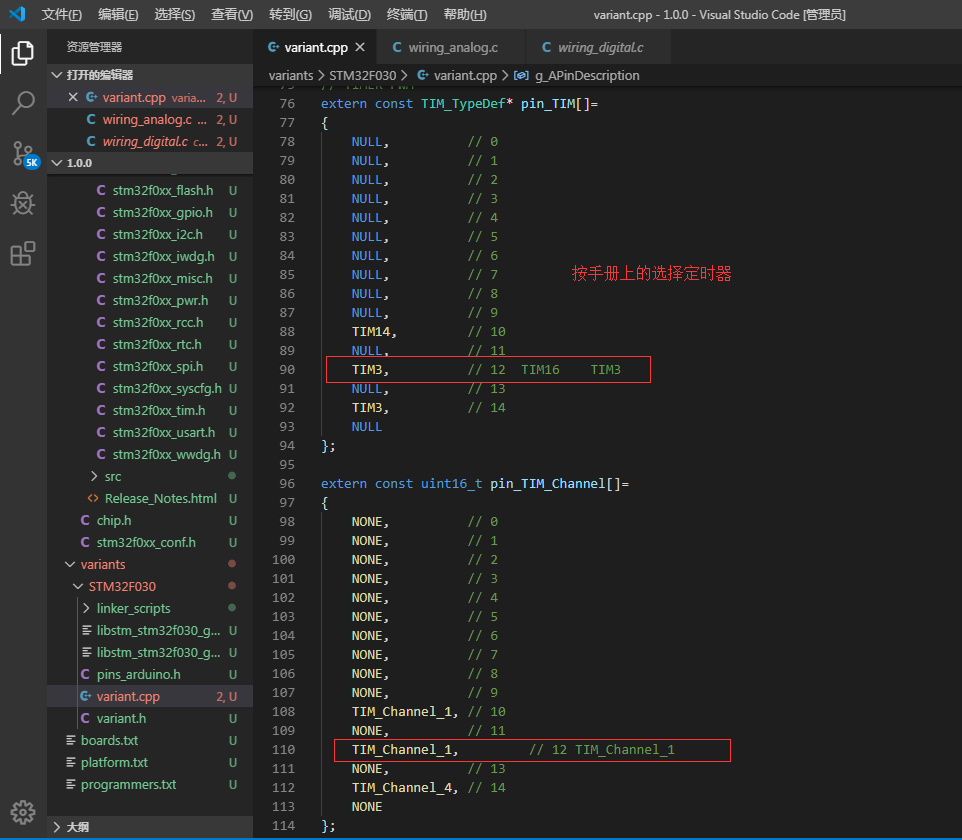 文件(F) 编辑(E) 选择(S) 查看(V) 转到(G) 调试(D) 终端(T) 帮助(H) variant.cpp - 1.0.0 - Visual Studio Code [管理员]
资源管理器
打开的编辑器
variant.cpp varia... 2, U
wiring_analog.c ... 2, U
wiring_digital.c c... 2, U
5K
1.0.0
stm32f0xx_flash.h U
stm32f0xx_gpio.h U
stm32f0xx_i2c.h U
stm32f0xx_iwdg.h U
stm32f0xx_misc.h U
stm32f0xx_pwr.h U
stm32f0xx_rcc.h U
stm32f0xx_rtc.h U
stm32f0xx_spi.h U
stm32f0xx_syscfg.h U
stm32f0xx_tim.h U
stm32f0xx_usart.h U
stm32f0xx_wwdg.h U
src
Release_Notes.html U
chip.h U
stm32f0xx_conf.h U
variants
STM32F030
linker_scripts
libstm_stm32f030_g... U
libstm_stm32f030_g... U
pins_arduino.h U
variant.cpp 2, U
variant.h U
boards.txt U
platform.txt U
programmers.txt U
大纲
variant.cpp wiring_analog.c wiring_digital.c
variants > STM32F030 > variant.cpp > g_APinDescription
75 // TIMER PWM
76 extern const TIM_TypeDef* pin_TIM[]=
77 {
78 NULL, // 0
79 NULL, // 1
80 NULL, // 2
81 NULL, // 3
82 NULL, // 4
83 NULL, // 5
84 NULL, // 6
85 NULL, // 7
按手册上的选择定时器
86 NULL, // 8
87 NULL, // 9
88 TIM14, // 10
89 NULL, // 11
90 TIM3, // 12 TIM16 TIM3
91 NULL, // 13
92 TIM3, // 14
93 NULL
94 };
95
96 extern const uint16_t pin_TIM_Channel[]=
97 {
98 NONE, // 0
99 NONE, // 1
100 NONE, // 2
101 NONE, // 3
102 NONE, // 4
103 NONE, // 5
104 NONE, // 6
105 NONE, // 7
106 NONE, // 8
107 NONE, // 9
108 TIM_Channel_1, // 10
109 NONE, // 11
110 TIM_Channel_1, // 12 TIM_Channel_1
111 NONE, // 13
112 TIM_Channel_4, // 14
113 NONE
114 };